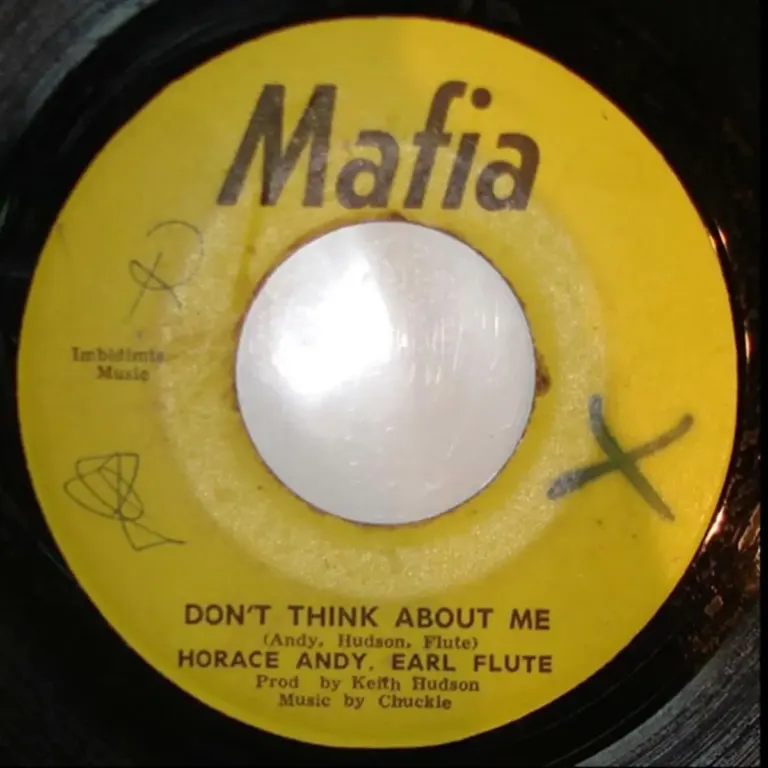 Mafia
Imbidimts
Music
X
DON'T THINK ABOUT ME
(Andy, Hudson, Flute)
HORACE ANDY. EARL FLUTE
Prod by Keith Hudson
Music by Chuckle